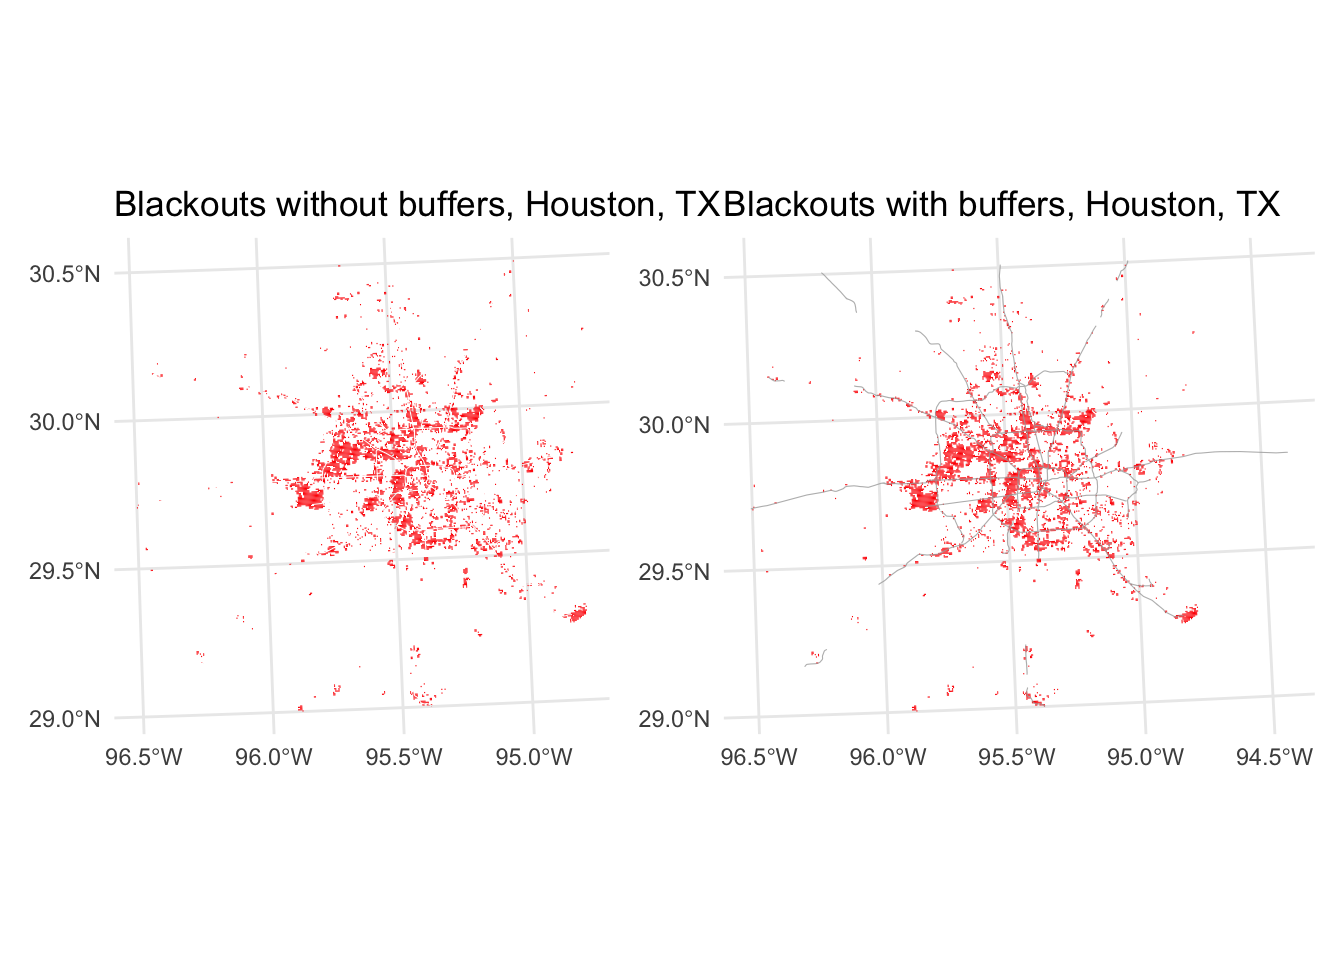 Blackouts without buffers, Houston, TX
30.5°N
30.0°N
29.5°N
29.0°N
96.5°W 96.0°W 95.5°W 95.0°W
Blackouts with buffers, Houston, TX
30.5°N
30.0°N
29.5°N
29.0°N
96.5°W 96.0°W 95.5°W 95.0°W 94.5°W